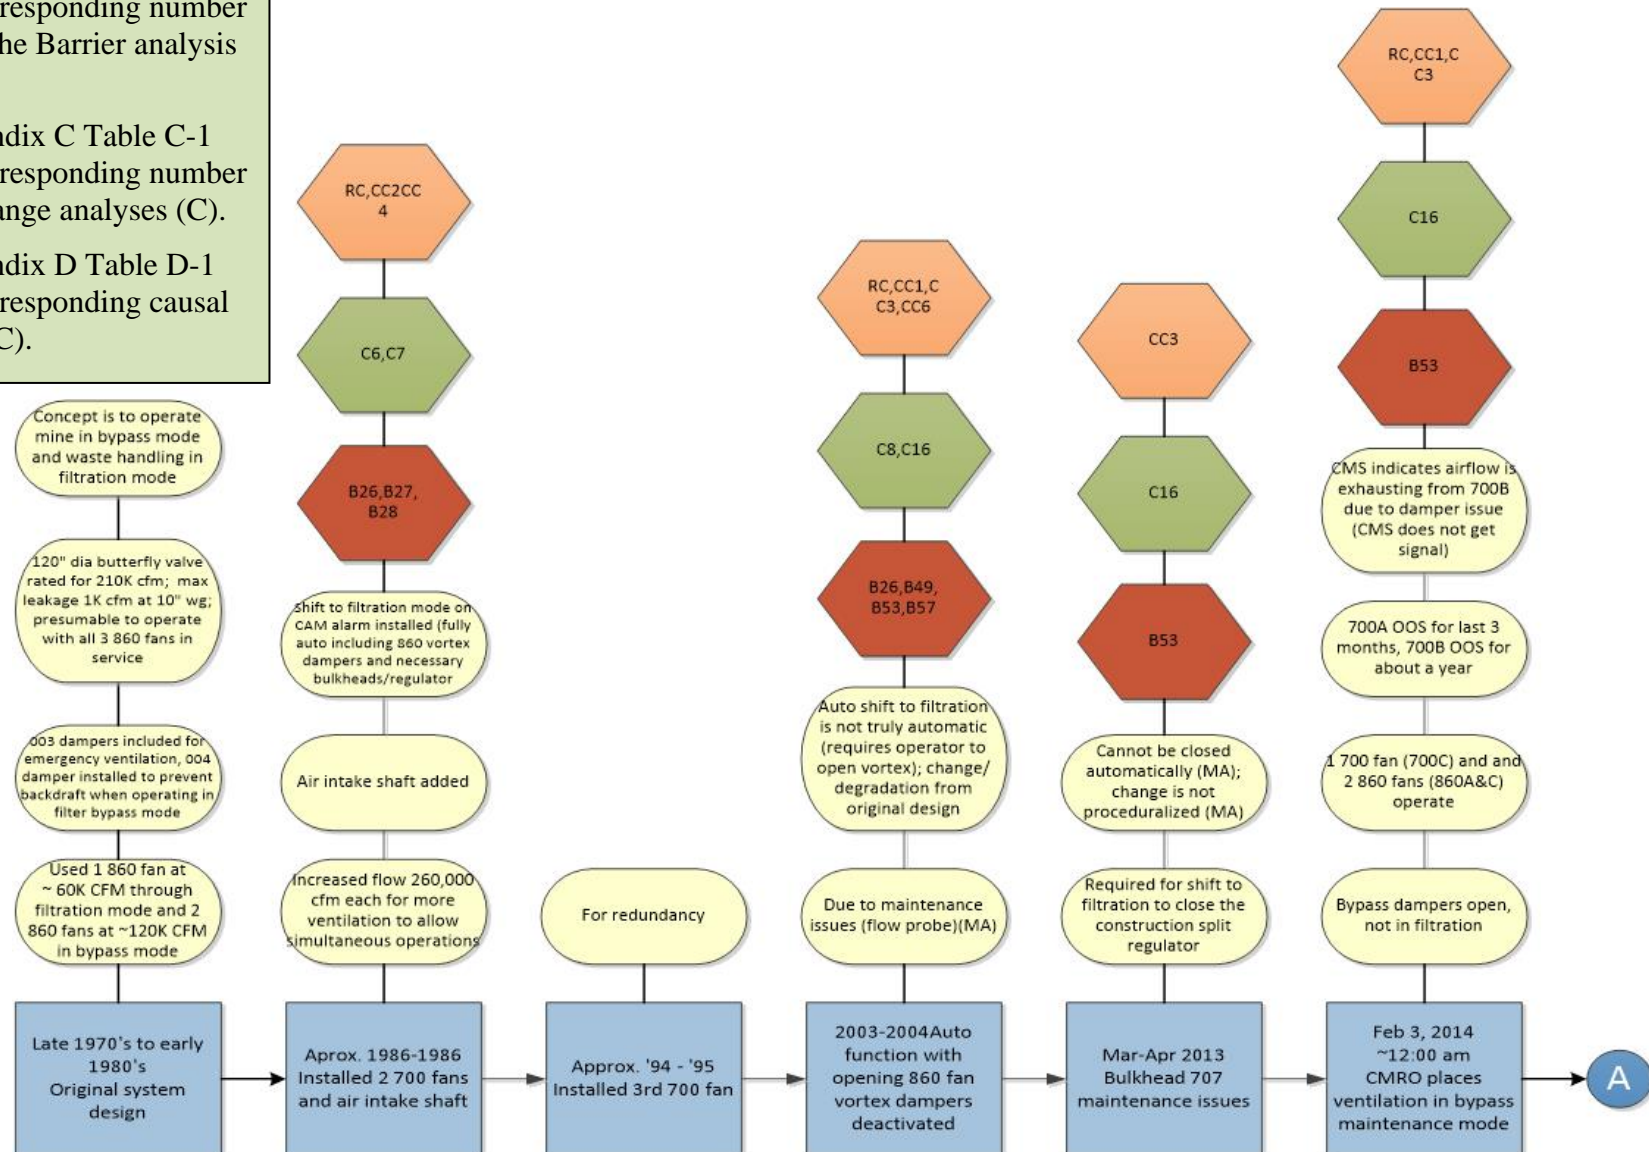 responding number
he Barrier analysis
ndix C Table C-1
responding number
ange analyses (C).
ndix D Table D-1
responding causal
C).
Concept is to operate
mine in bypass mode
and waste handling in
filtration mode
120" dia butterfly valve
rated for 210K cfm;  max
leakage 1K cfm at 10" wg;
presumable to operate
with all 3 860 fans in
service
003 dampers included for
emergency ventilation, 004
damper installed to prevent
backdraft when operating in
filter bypass mode
Used 1 860 fan at
~ 60K CFM through
filtration mode and 2
860 fans at ~120K CFM
in bypass mode
Late 1970's to early
1980's
Original system
design
RC,CC2CC
4
C6,C7
B26,B27,
B28
Shift to filtration mode on
CAM alarm installed (fully
auto including 860 vortex
dampers and necessary
bulkheads/regulator
Air intake shaft added
Increased flow 260,000
cfm each for more
ventilation to allow
simultaneous operations
Aprox. 1986-1986
Installed 2 700 fans
and air intake shaft
For redundancy
Approx. '94 - '95
Installed 3rd 700 fan
RC,CC1,C
C3,CC6
C8,C16
B26,B49,
B53,B57
Auto shift to filtration
is not truly automatic
(requires operator to
open vortex); change/
degradation from
original design
Due to maintenance
issues (flow probe)(MA)
2003-2004Auto
function with
opening 860 fan
vortex dampers
deactivated
CC3
C16
B53
Cannot be closed
automatically (MA);
change is not
proceduralized (MA)
Required for shift to
filtration to close the
construction split
regulator
Mar-Apr 2013
Bulkhead 707
maintenance issues
RC,CC1,C
C3
C16
B53
CMS indicates airflow is
exhausting from 700B
due to damper issue
(CMS does not get
signal)
700A OOS for last 3
months, 700B OOS for
about a year
1 700 fan (700C) and and
2 860 fans (860A&C)
operate
Bypass dampers open,
not in filtration
Feb 3, 2014
~12:00 am
CMRO places
ventilation in bypass
maintenance mode
A